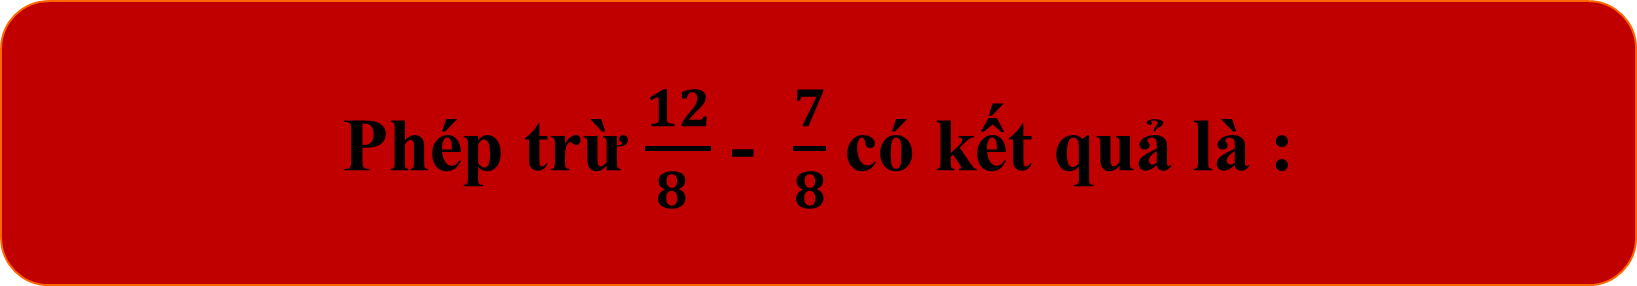 Phép trừ 12/8 - 7/8 có kết quả là :